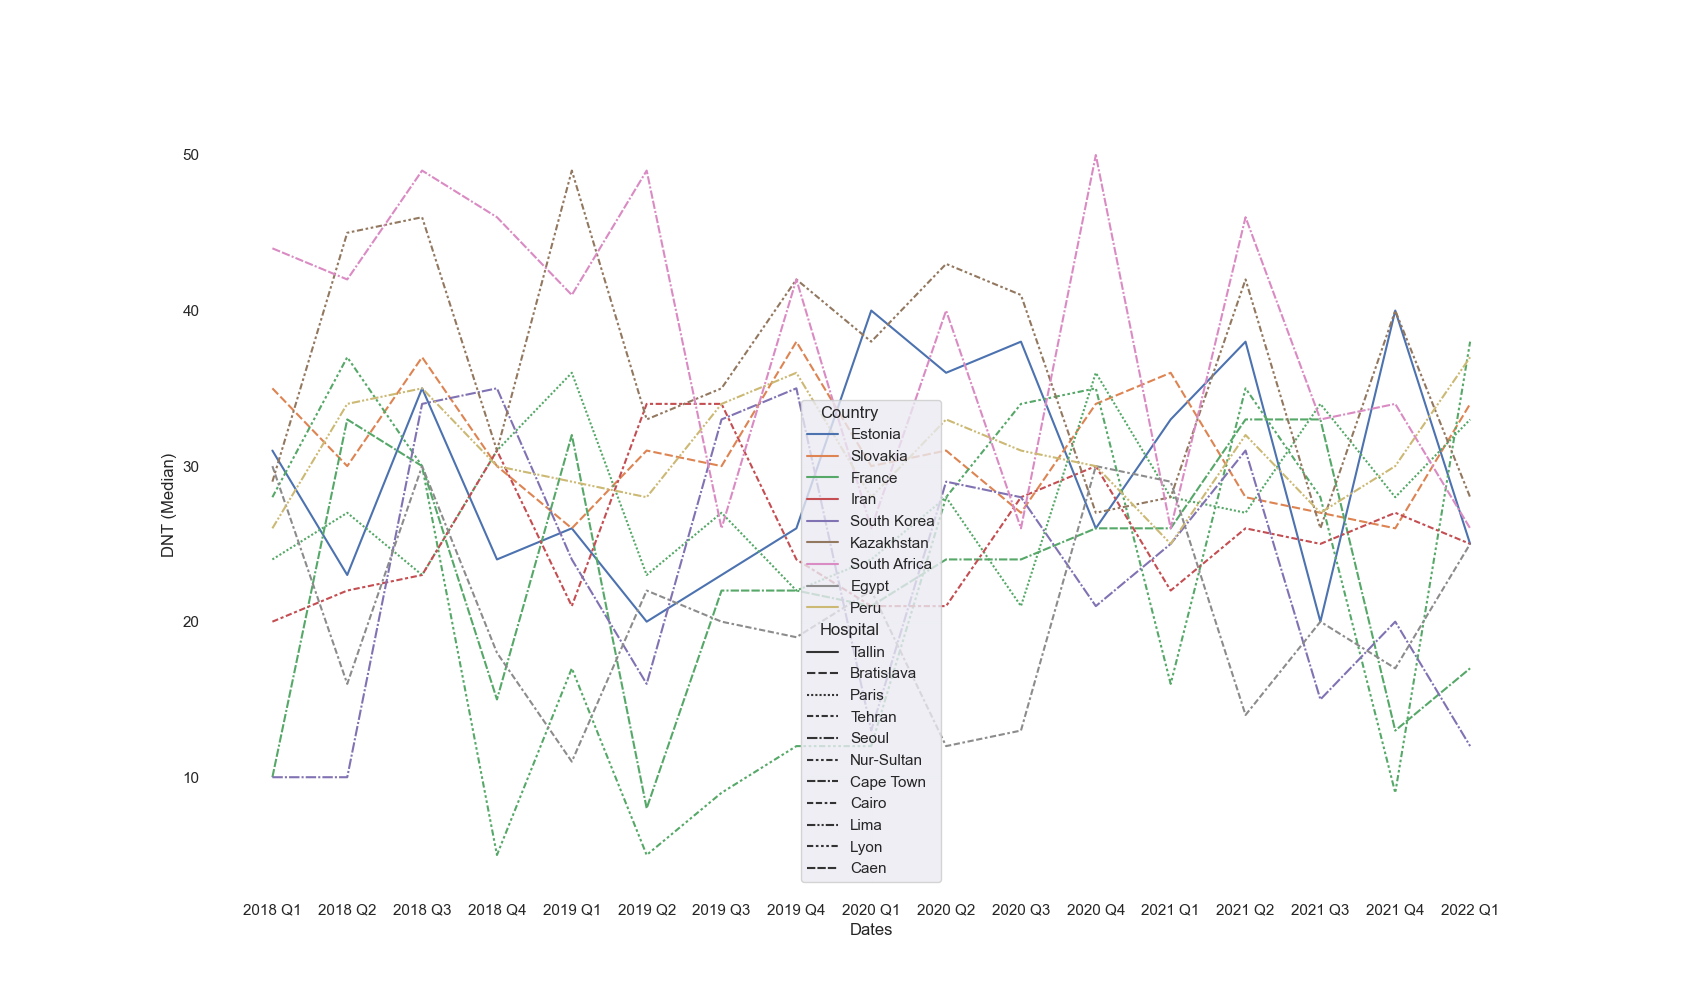 50
40
30
20
10
DNT (Median)
Country
Estonia
Slovakia
France
Iran
South Korea
Kazakhstan
South Africa
Egypt
Peru
Hospital
Tallin
Bratislava
Paris
Tehran
Seoul
Nur-Sultan
Cape Town
Cairo
Lima
Lyon
Caen
2018 Q1 2018 Q2 2018 Q3 2018 Q4 2019 Q1 2019 Q2 2019 Q3 2019 Q4 2020 Q1 2020 Q2 2020 Q3 2020 Q4 2021 Q1 2021 Q2 2021 Q3 2021 Q4 2022 Q1
Dates